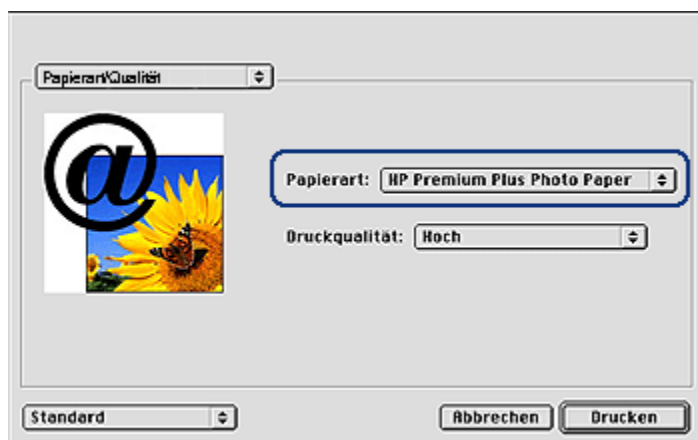 Papierart/Qualität
@
Papierart: HP Premium Plus Photo Paper
Druckqualität: Hoch
Standard
Abbrechen Drucken